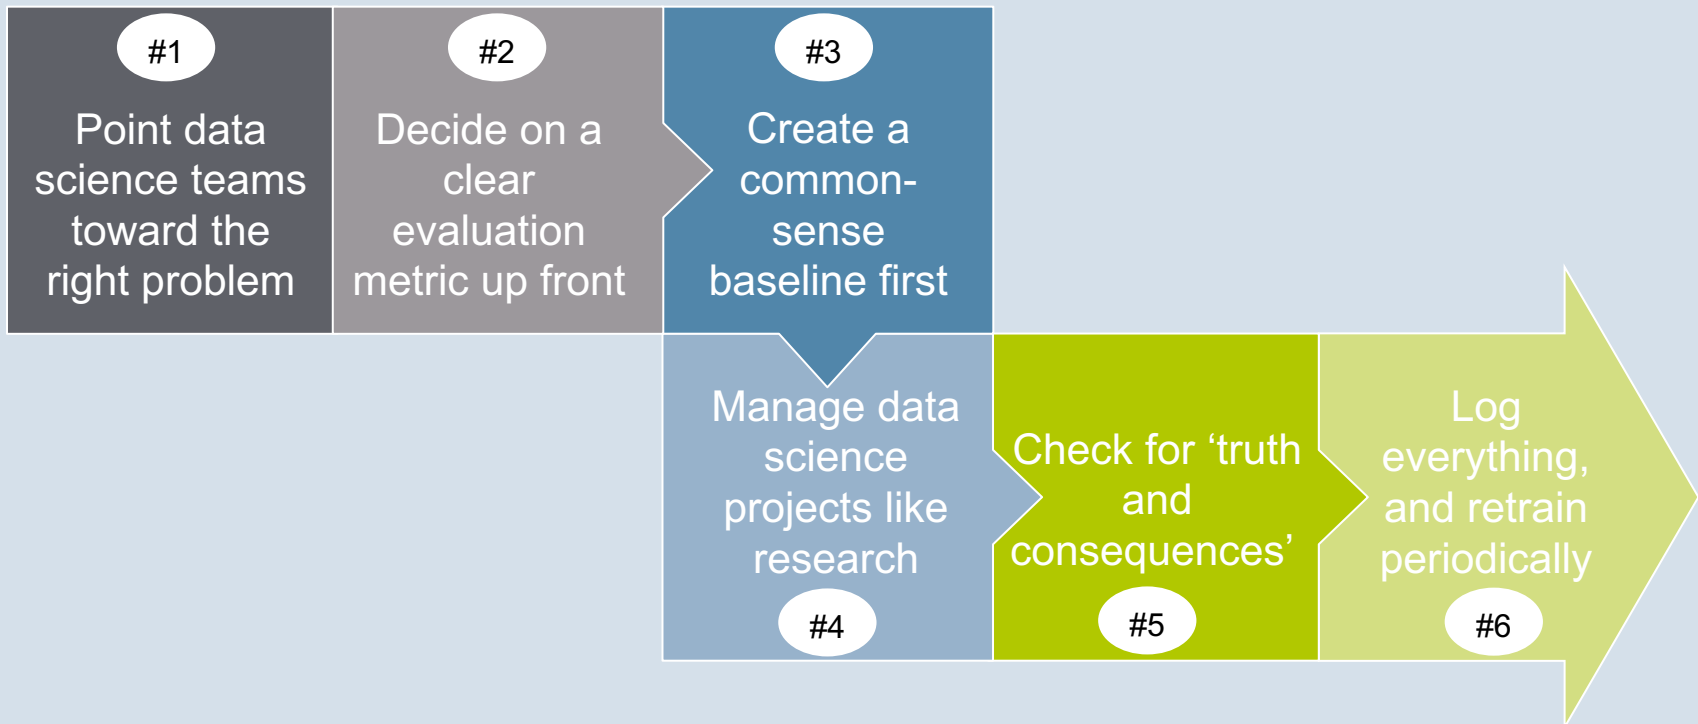 #1
Point data
science teams
toward the
right problem
#2
Decide on a
clear
evaluation
metric up front
#3
Create a
common-
sense
baseline first
Manage data
science
projects like
research
#4
Check for ‘truth
and
consequences’
#5
Log
everything,
and retrain
periodically
#6